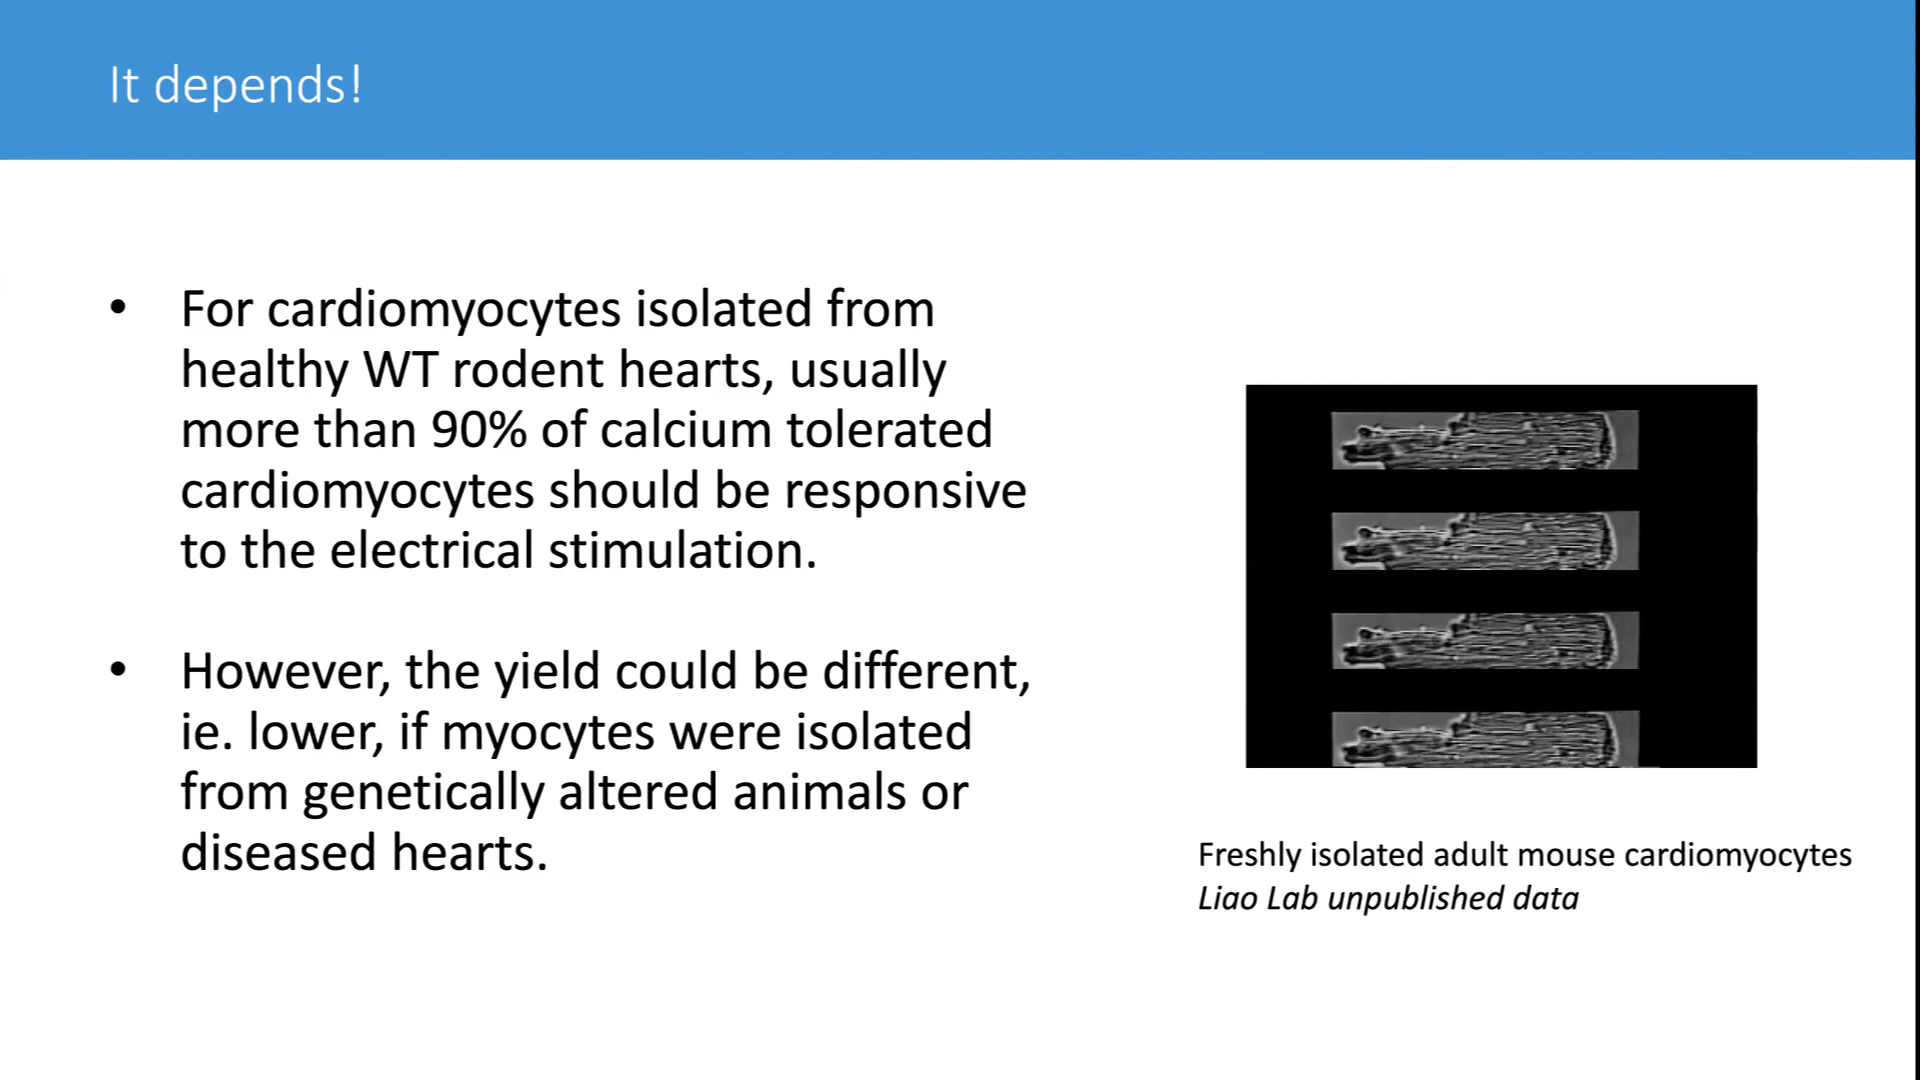 It depends!
• For cardiomyocytes isolated from
healthy WT rodent hearts, usually
more than 90% of calcium tolerated
cardiomyocytes should be responsive
to the electrical stimulation.
• However, the yield could be different,
ie. lower, if myocytes were isolated
from genetically altered animals or
diseased hearts.
Freshly isolated adult mouse cardiomyocytes
Liao Lab unpublished data